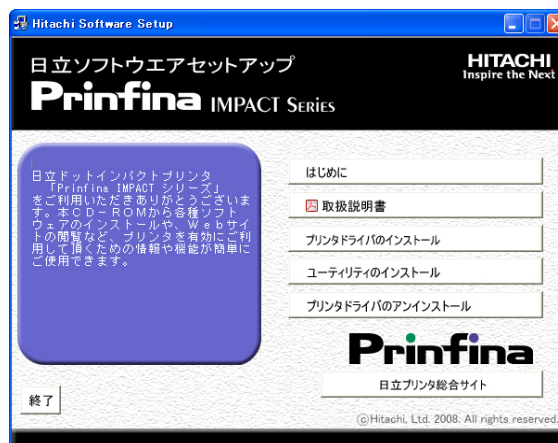 Hitachi Software Setup
日立ソフトウエアセットアップ
Prinfina IMPACT SERIES
HITACHI
Inspire the Next
日立ドットインパクトプリンタ
「Prinfina IMPACT シリーズ」
をご利用いただきありがとうございま
す。本CD-ROMから各種ソフト
ウェアのインストールや、Webサイ
トの閲覧など、プリンタを有効にご利
用して頂くための情報や機能が簡単に
ご使用できます。
はじめに
取扱説明書
プリンタドライバのインストール
ユーティリティのインストール
プリンタドライバのアンインストール
Prinfina
日立プリンタ総合サイト
終了
©Hitachi, Ltd. 2008. All rights reserved.